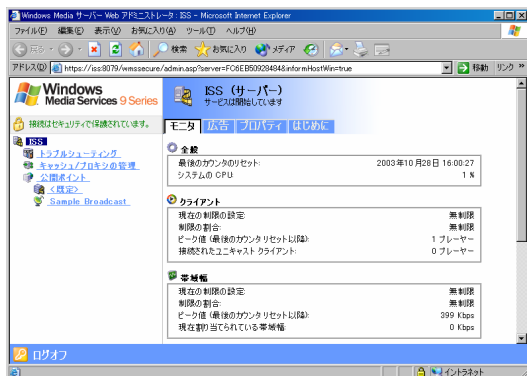 Windows Media サーバー Web アドミニストレータ : ISS - Microsoft Internet Explorer
ファイル(F) 編集(E) 表示(V) お気に入り(A) ツール(T) ヘルプ(H)
戻る 検索 お気に入り メディア
アドレス(D) https://iss:8079/wmssecure/admin.asp?server=FC6EB50928484&informHostWin=true 移動 リンク »
Windows
Media Services 9 Series
接続はセキュリティで保護されています。
ISS
トラブルシューティング
キャッシュ/プロキシの管理
公開ポイント
<既定>
Sample Broadcast
ISS (サーバー)
サービスは開始しています
モニタ 広告 プロパティ はじめに
全般
最後のカウンタのリセット: 2003年10月28日 16:00:27
システムの CPU: 1 %
クライアント
現在の制限の設定: 無制限
制限の割合: 無制限
ピーク値 (最後のカウンタ リセット以降): 1 プレーヤー
接続されたユニキャスト クライアント: 0 プレーヤー
帯域幅
現在の制限の設定: 無制限
制限の割合: 無制限
ピーク値 (最後のカウンタ リセット以降): 399 Kbps
現在割り当てられている帯域幅: 0 Kbps
ログオフ
イントラネット